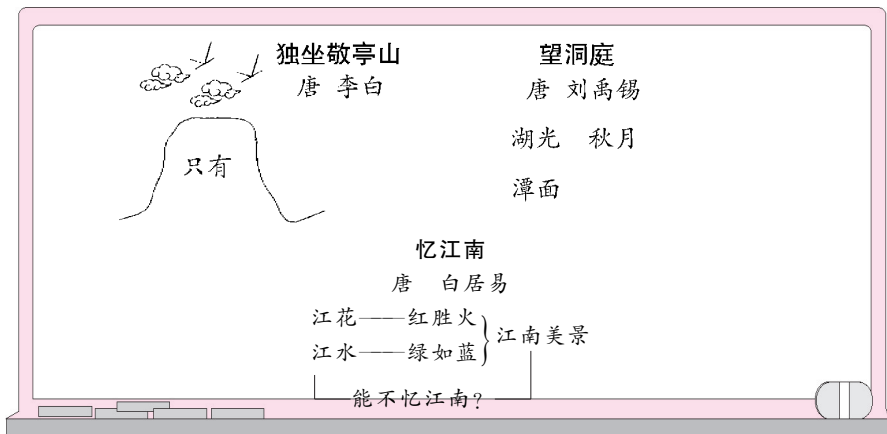 独坐敬亭山
唐 李白
只有
望洞庭
唐 刘禹锡
湖光 秋月
潭面
忆江南
唐 白居易
江花——红胜火
江水——绿如蓝
江南美景
能不忆江南？